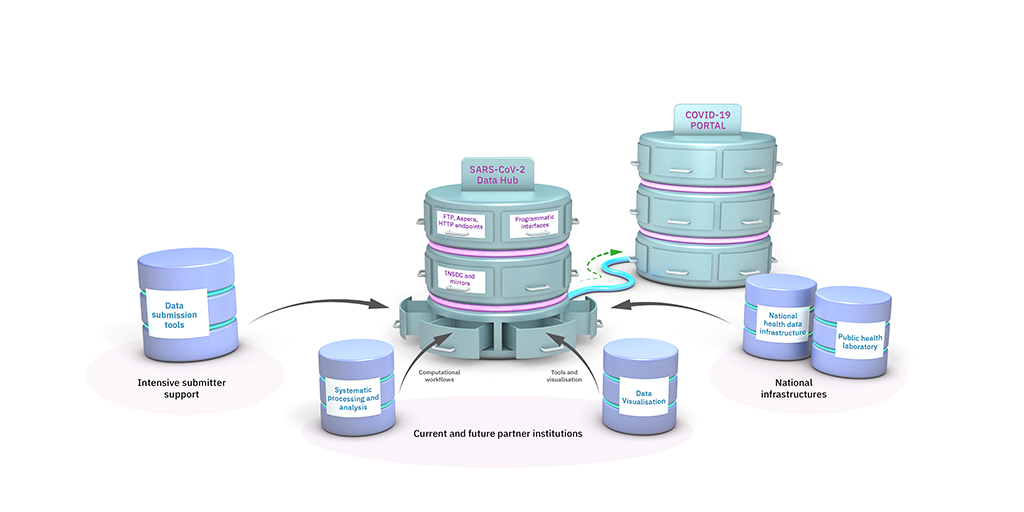 COVID-19
PORTAL
SARS-CoV-2
Data Hub
FTP, Aspera,
HTTP endpoints
Programmatic
interfaces
INSDC and
mirrors
Data
submission
tools
National
health data
infrastructure
Public health
laboratory
Computational
workflows
Tools and
visualisation
Intensive submitter
support
Systematic
processing and
analysis
Data
Visualisation
National
infrastructures
Current and future partner institutions